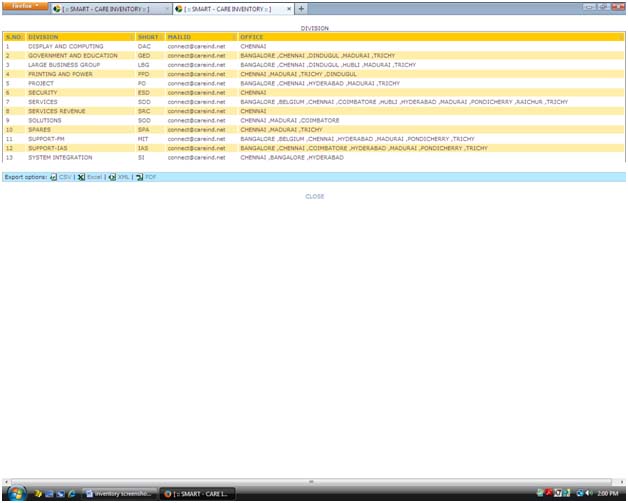 Firefox
[ :: SMART - CARE INVENTORY :: ] × [ :: SMART - CARE INVENTORY :: ] × +
DIVISION
S.NO: DIVISION SHORT MAILID OFFICE
1 DISPLAY AND COMPUTING DAC connect@careind.net CHENNAI
2 GOVERNMENT AND EDUCATION GED connect@careind.net BANGALORE ,CHENNAI ,DINDUGUL ,MADURAI ,TRICHY
3 LARGE BUSINESS GROUP LBG connect@careind.net BANGALORE ,CHENNAI ,DINDUGUL ,HUBLI ,MADURAI ,TRICHY
4 PRINTING AND POWER PPD connect@careind.net CHENNAI ,MADURAI ,TRICHY ,DINDUGUL
5 PROJECT PD connect@careind.net BANGALORE ,CHENNAI ,HYDERABAD ,MADURAI ,TRICHY
6 SECURITY ESD connect@careind.net CHENNAI
7 SERVICES SDD connect@careind.net BANGALORE ,BELGIUM ,CHENNAI ,COIMBATORE ,HUBLI ,HYDERABAD ,MADURAI ,PONDICHERRY ,RAICHUR ,TRICHY
8 SERVICES REVENUE SRC connect@careind.net CHENNAI
9 SOLUTIONS SOD connect@careind.net CHENNAI ,MADURAI ,COIMBATORE
10 SPARES SPA connect@careind.net CHENNAI ,MADURAI ,TRICHY
11 SUPPORT-FM MIT connect@careind.net BANGALORE ,BELGIUM ,CHENNAI ,HYDERABAD ,MADURAI ,PONDICHERRY ,TRICHY
12 SUPPORT-IAS IAS connect@careind.net BANGALORE ,CHENNAI ,COIMBATORE ,HYDERABAD ,MADURAI ,PONDICHERRY ,TRICHY
13 SYSTEM INTEGRATION SI connect@careind.net CHENNAI ,BANGALORE ,HYDERABAD
Export options: CSV | Excel | XML | PDF
CLOSE
inventory screensho... [ :: SMART - CARE I... 2:00 PM